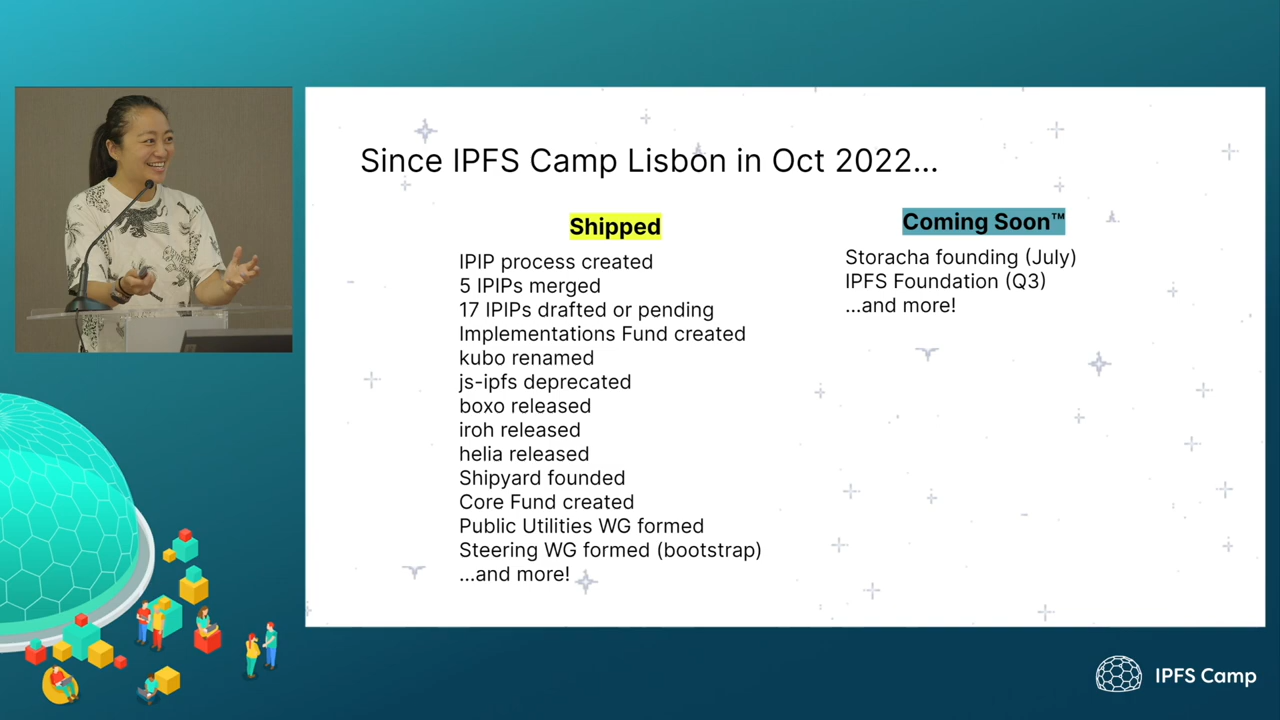 Since IPFS Camp Lisbon in Oct 2022...
Shipped
IPIP process created
5 IPIPs merged
17 IPIPs drafted or pending
Implementations Fund created
kubo renamed
js-ipfs deprecated
boxo released
iroh released
helia released
Shipyard founded
Core Fund created
Public Utilities WG formed
Steering WG formed (bootstrap)
...and more!
Coming Soon™
Storacha founding (July)
IPFS Foundation (Q3)
...and more!
IPFS Camp